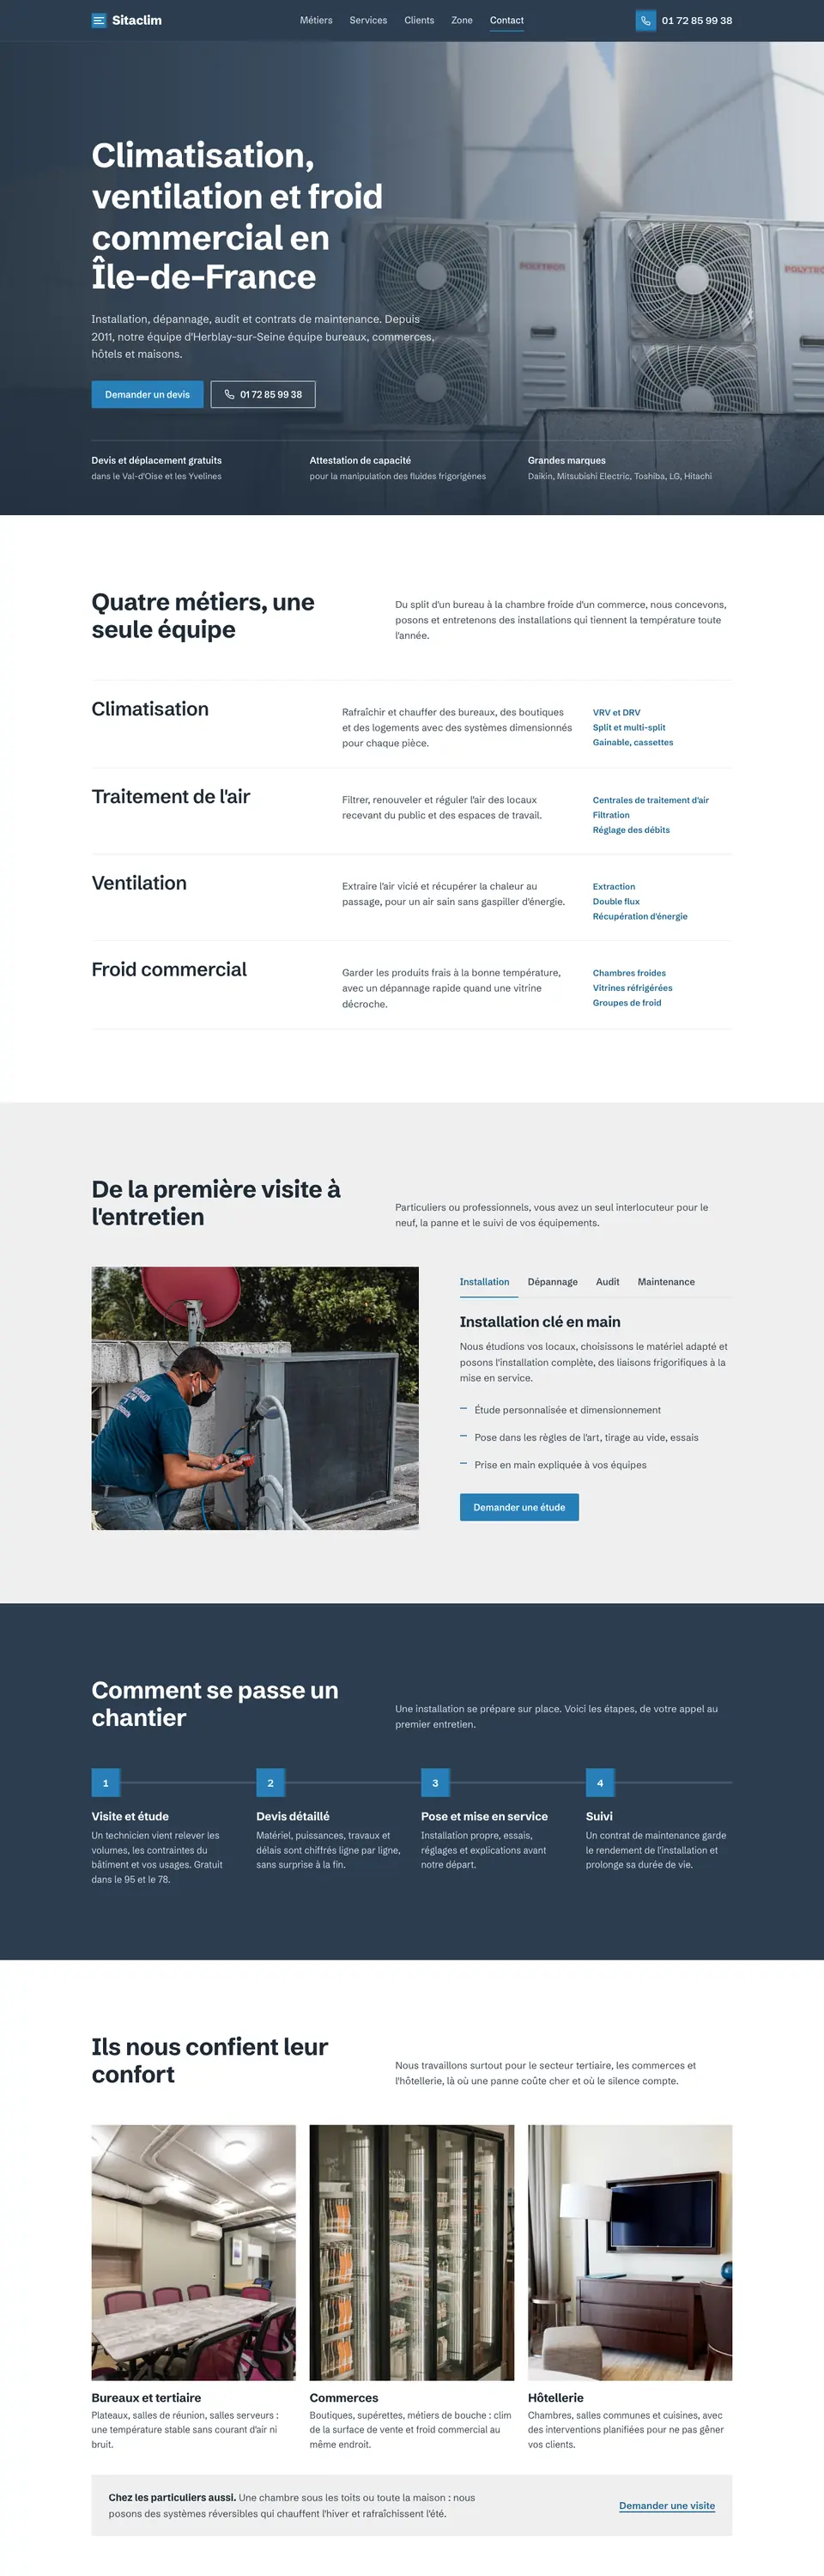 Sitaclim
Métiers Services Clients Zone Contact
01 72 85 99 38
Climatisation,
ventilation et froid
commercial en
Île-de-France
POLYTRON
POLYTRO
Installation, dépannage, audit et contrats de maintenance. Depuis
2011, notre équipe d'Herblay-sur-Seine équipe bureaux, commerces,
hôtels et maisons.
Demander un devis
01 72 85 99 38
Devis et déplacement gratuits
dans le Val-d'Oise et les Yvelines
Attestation de capacité
pour la manipulation des fluides frigorigènes
Grandes marques
Daikin, Mitsubishi Electric, Toshiba, LG, Hitachi
Quatre métiers, une
seule équipe
Du split d'un bureau à la chambre froide d'un commerce, nous concevons,
posons et entretenons des installations qui tiennent la température toute
l'année.
Climatisation
Rafraîchir et chauffer des bureaux, des boutiques
et des logements avec des systèmes dimensionnés
pour chaque pièce.
VRV et DRV
Split et multi-split
Gainable, cassettes
Traitement de l'air
Filtrer, renouveler et réguler l'air des locaux
recevant du public et des espaces de travail.
Centrales de traitement d'air
Filtration
Réglage des débits
Ventilation
Extraire l'air vicié et récupérer la chaleur au
passage, pour un air sain sans gaspiller d'énergie.
Extraction
Double flux
Récupération d'énergie
Froid commercial
Garder les produits frais à la bonne température,
avec un dépannage rapide quand une vitrine
décroche.
Chambres froides
Vitrines réfrigérées
Groupes de froid
De la première visite à
l'entretien
Particuliers ou professionnels, vous avez un seul interlocuteur pour le
neuf, la panne et le suivi de vos équipements.
Installation Dépannage Audit Maintenance
Installation clé en main
Nous étudions vos locaux, choisissons le matériel adapté et
posons l'installation complète, des liaisons frigorifiques à la
mise en service.
Étude personnalisée et dimensionnement
Pose dans les règles de l'art, tirage au vide, essais
Prise en main expliquée à vos équipes
Demander une étude
Comment se passe un
chantier
Une installation se prépare sur place. Voici les étapes, de votre appel au
premier entretien.
1
Visite et étude
Un technicien vient relever les
volumes, les contraintes du
bâtiment et vos usages. Gratuit
dans le 95 et le 78.
2
Devis détaillé
Matériel, puissances, travaux et
délais sont chiffrés ligne par ligne,
sans surprise à la fin.
3
Pose et mise en service
Installation propre, essais,
réglages et explications avant
notre départ.
4
Suivi
Un contrat de maintenance garde
le rendement de l'installation et
prolonge sa durée de vie.
Ils nous confient leur
confort
Nous travaillons surtout pour le secteur tertiaire, les commerces et
l'hôtellerie, là où une panne coûte cher et où le silence compte.
Bureaux et tertiaire
Plateaux, salles de réunion, salles serveurs :
une température stable sans courant d'air ni
bruit.
Commerces
Boutiques, supérettes, métiers de bouche : clim
de la surface de vente et froid commercial au
même endroit.
Hôtellerie
Chambres, salles communes et cuisines, avec
des interventions planifiées pour ne pas gêner
vos clients.
Chez les particuliers aussi. Une chambre sous les toits ou toute la maison : nous
posons des systèmes réversibles qui chauffent l'hiver et rafraîchissent l'été.
Demander une visite